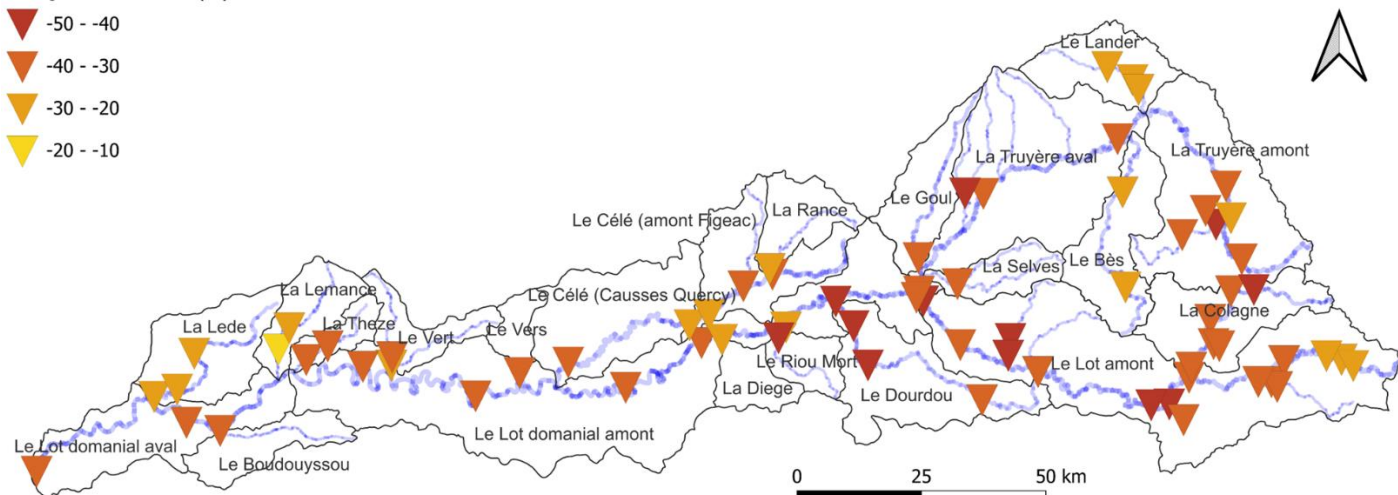 -50 - -40
-40 - -30
-30 - -20
-20 - -10
Le Lander
La Truyère aval
La Truyère amont
Le Goul
La Rance
Le Célé (amont Figeac)
La Selves
Le Bès
La Lemance
Le Célé (Causses Quercy)
La Colagne
La Lede
La Theze
Le Vert
Le Vers
Le Riou Mort
Le Lot amont
La Diege
Le Dourdou
Le Lot domanial amont
Le Lot domanial aval
Le Boudouyssou
0 25 50 km